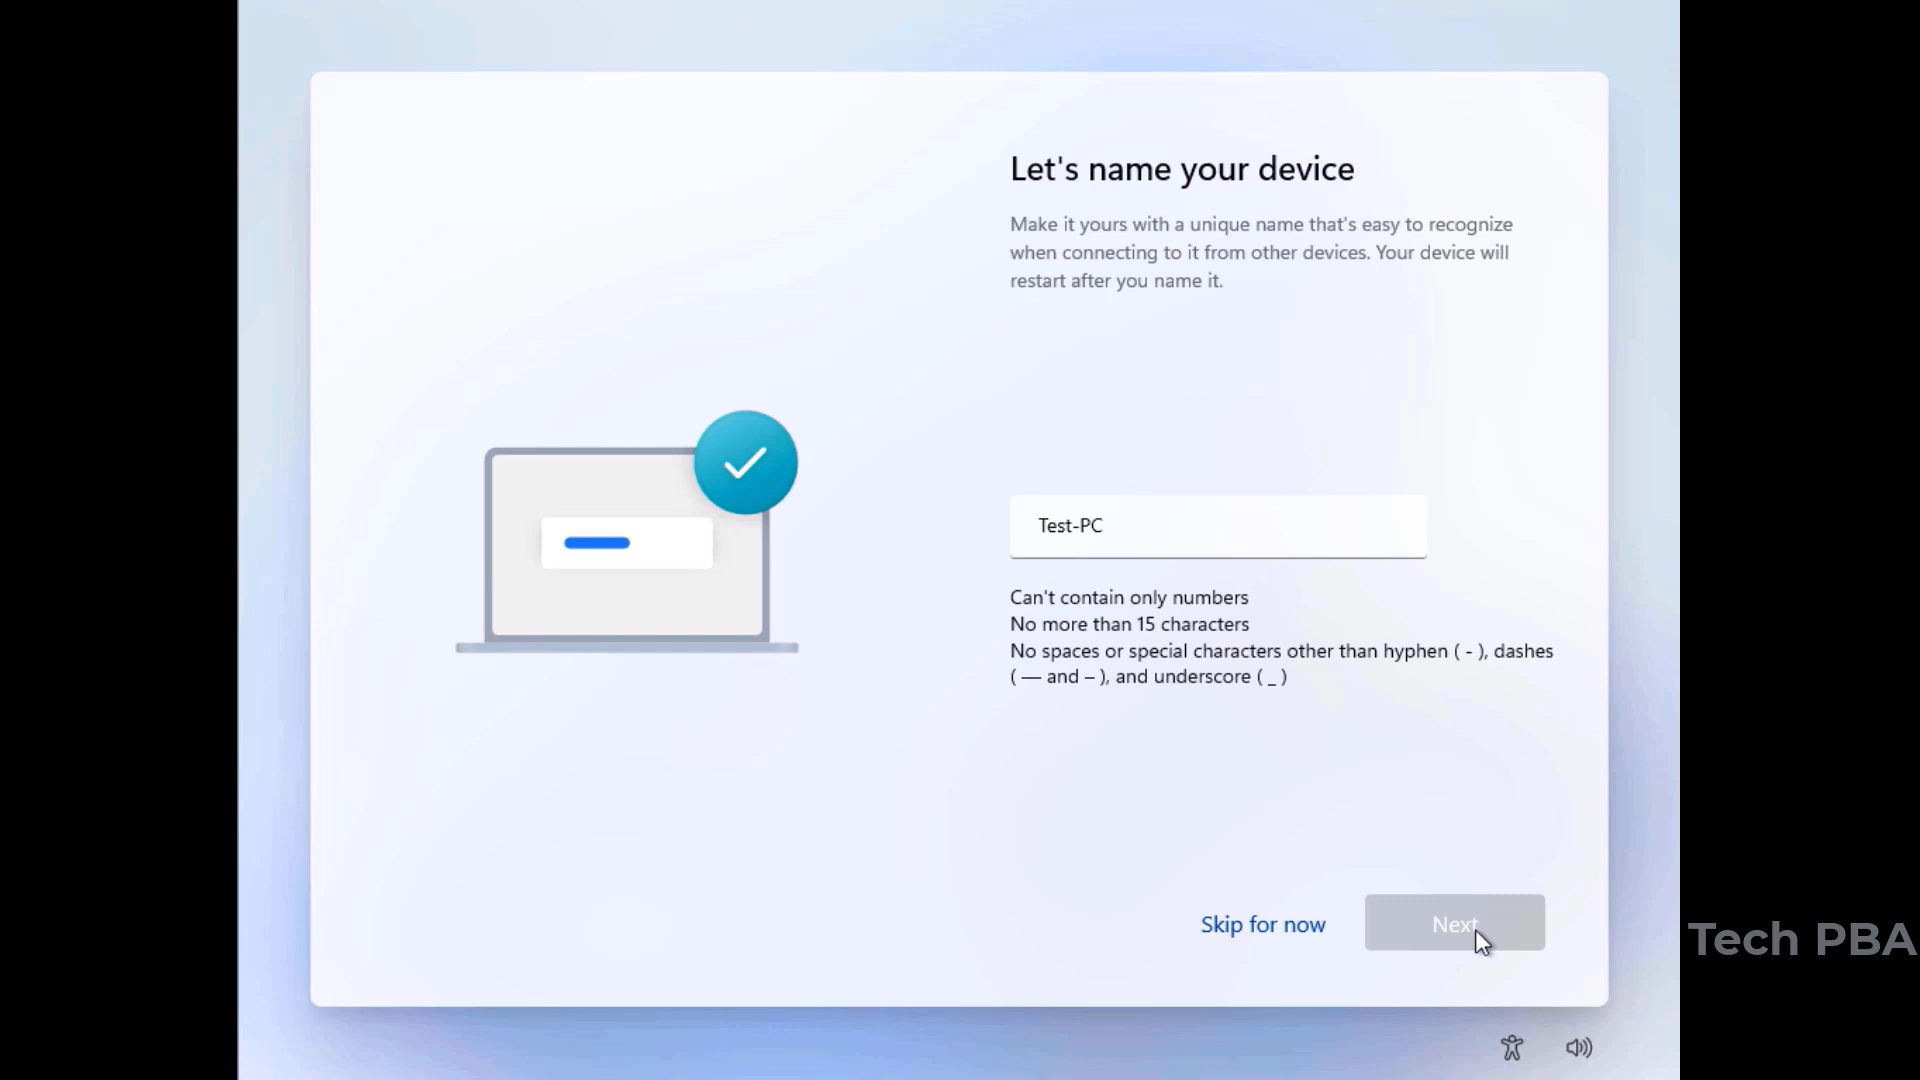 Let's name your device
Make it yours with a unique name that's easy to recognize
when connecting to it from other devices. Your device will
restart after you name it.
Test-PC
Can't contain only numbers
No more than 15 characters
No spaces or special characters other than hyphen ( - ), dashes
( — and – ), and underscore ( _ )
Skip for now
Next
Tech PBA